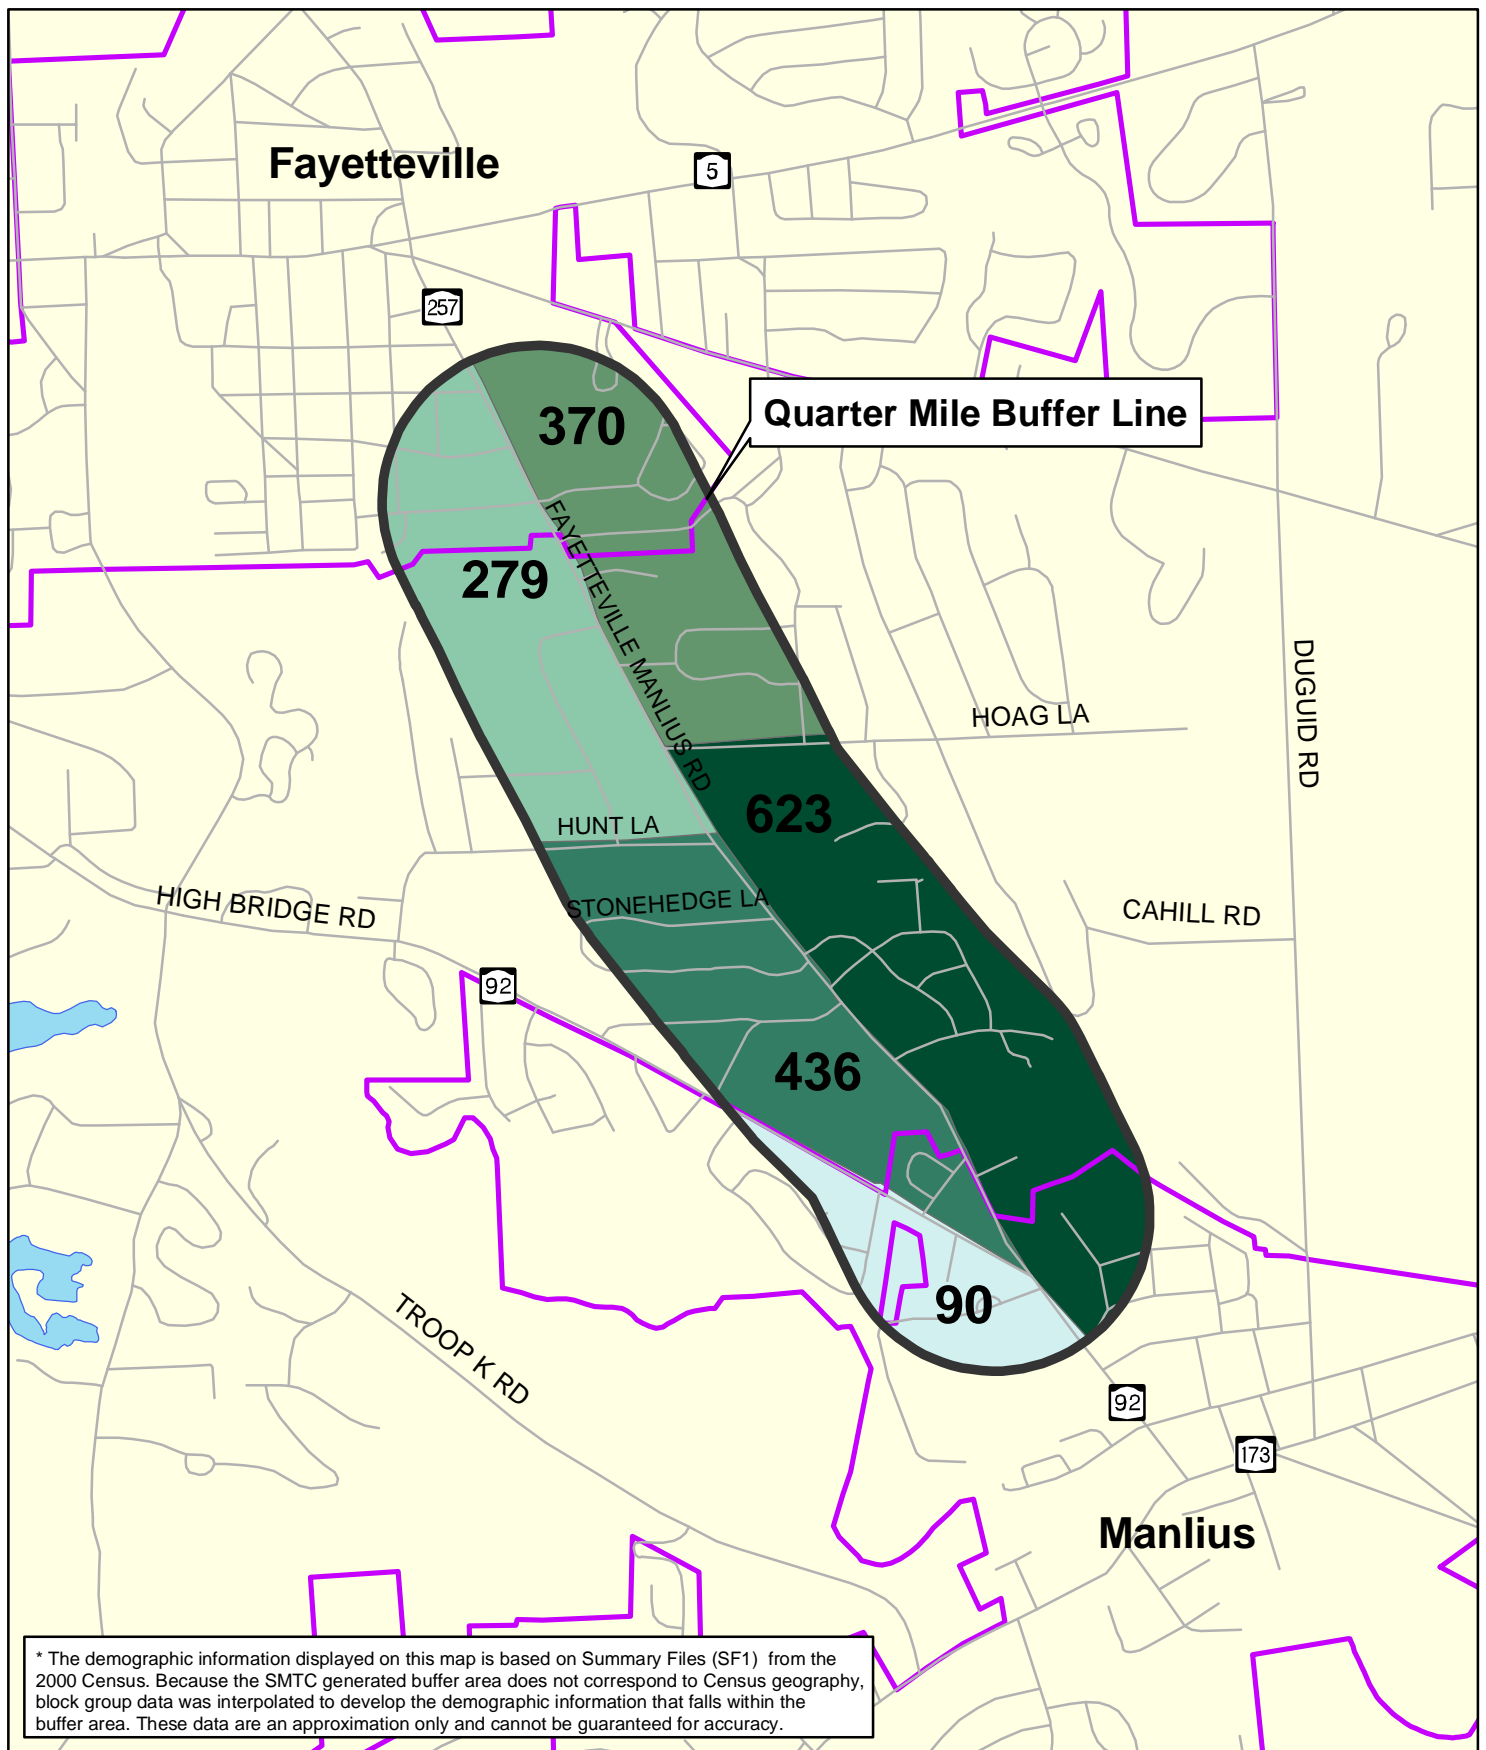 Fayetteville
5
257
Quarter Mile Buffer Line
370
279
FAYETTEVILLE MANLIUS RD
HOAG LA
DUGUID RD
623
HUNT LA
STONEHEDGE LA
HIGH BRIDGE RD
CAHILL RD
92
436
90
TROOP K RD
92
173
Manlius
* The demographic information displayed on this map is based on Summary Files (SF1) from the
2000 Census. Because the SMTC generated buffer area does not correspond to Census geography,
block group data was interpolated to develop the demographic information that falls within the
buffer area. These data are an approximation only and cannot be guaranteed for accuracy.